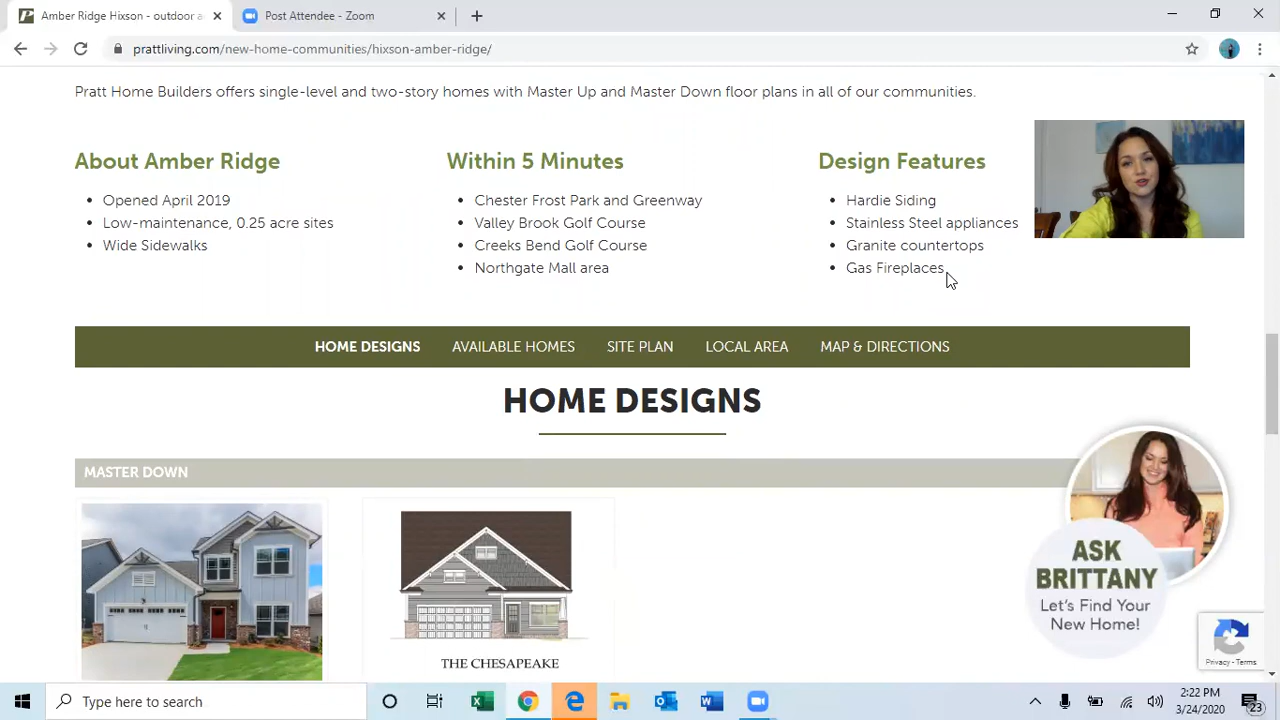 Amber Ridge Hixson - outdoor a
Post Attendee - Zoom
prattliving.com/new-home-communities/hixson-amber-ridge/
Pratt Home Builders offers single-level and two-story homes with Master Up and Master Down floor plans in all of our communities.
About Amber Ridge
Opened April 2019
Low-maintenance, 0.25 acre sites
Wide Sidewalks
Within 5 Minutes
Chester Frost Park and Greenway
Valley Brook Golf Course
Creeks Bend Golf Course
Northgate Mall area
Design Features
Hardie Siding
Stainless Steel appliances
Granite countertops
Gas Fireplaces
HOME DESIGNS AVAILABLE HOMES SITE PLAN LOCAL AREA MAP & DIRECTIONS
HOME DESIGNS
MASTER DOWN
THE CHESAPEAKE
ASK
BRITTANY
Let's Find Your
New Home!
Privacy - Terms
Type here to search
2:22 PM
3/24/2020
23